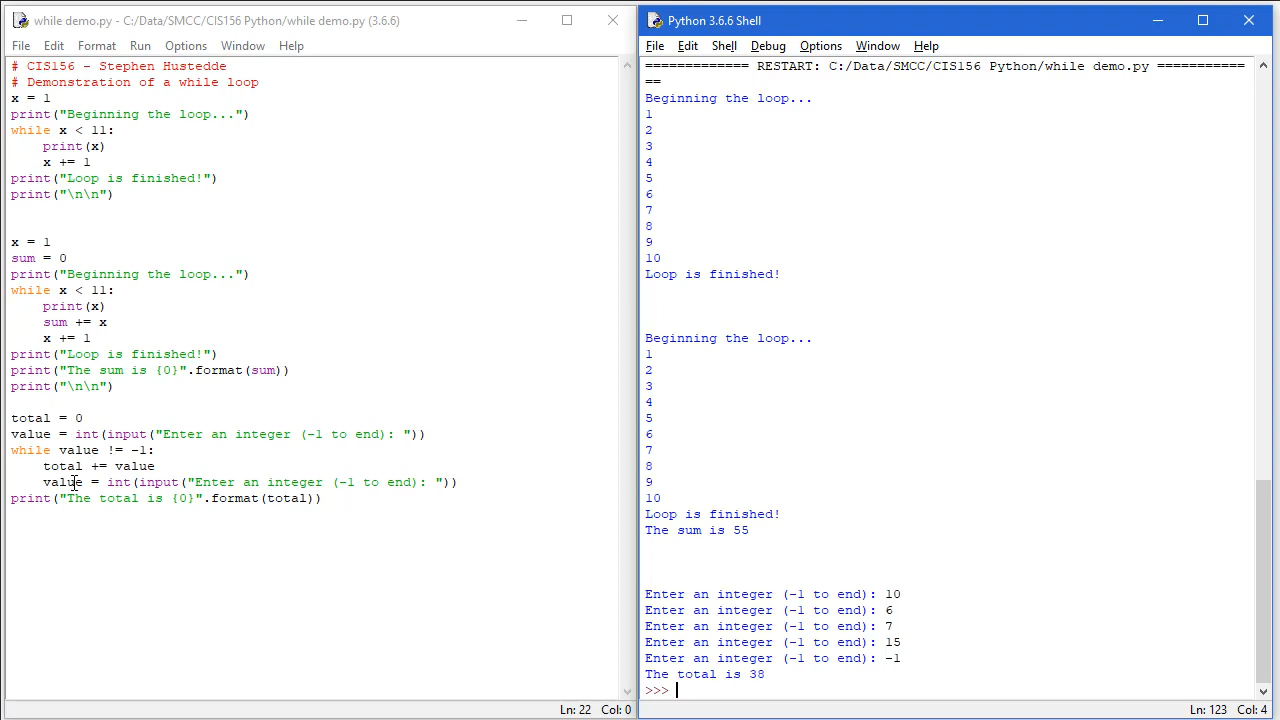 while demo.py - C:/Data/SMCC/CIS156 Python/while demo.py (3.6.6)
File Edit Format Run Options Window Help
# CIS156 - Stephen Hustedde
# Demonstration of a while loop
x = 1
print("Beginning the loop...")
while x < 11:
    print(x)
    x += 1
print("Loop is finished!")
print("\n\n")
x = 1
sum = 0
print("Beginning the loop...")
while x < 11:
    print(x)
    sum += x
    x += 1
print("Loop is finished!")
print("The sum is {0}".format(sum))
print("\n\n")
total = 0
value = int(input("Enter an integer (-1 to end): "))
while value != -1:
    total += value
    value = int(input("Enter an integer (-1 to end): "))
print("The total is {0}".format(total))
Ln: 22 Col: 0
Python 3.6.6 Shell
File Edit Shell Debug Options Window Help
============= RESTART: C:/Data/SMCC/CIS156 Python/while demo.py ===========
==
Beginning the loop...
1
2
3
4
5
6
7
8
9
10
Loop is finished!
Beginning the loop...
1
2
3
4
5
6
7
8
9
10
Loop is finished!
The sum is 55
Enter an integer (-1 to end): 10
Enter an integer (-1 to end): 6
Enter an integer (-1 to end): 7
Enter an integer (-1 to end): 15
Enter an integer (-1 to end): -1
The total is 38
>>>
Ln: 123 Col: 4